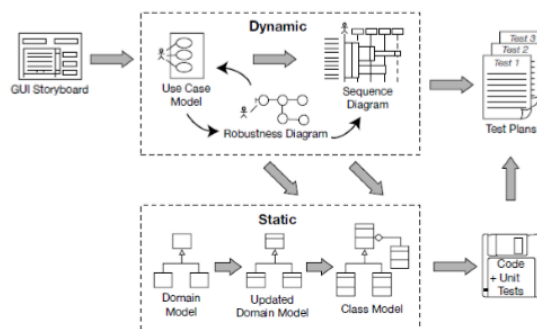 Dynamic
GUI Storyboard
Use Case
Model
Robustness Diagram
Sequence
Diagram
Test 3
Test 2
Test 1
Test Plans
Static
Domain
Model
Updated
Domain Model
Class Model
Code
+ Unit
Tests